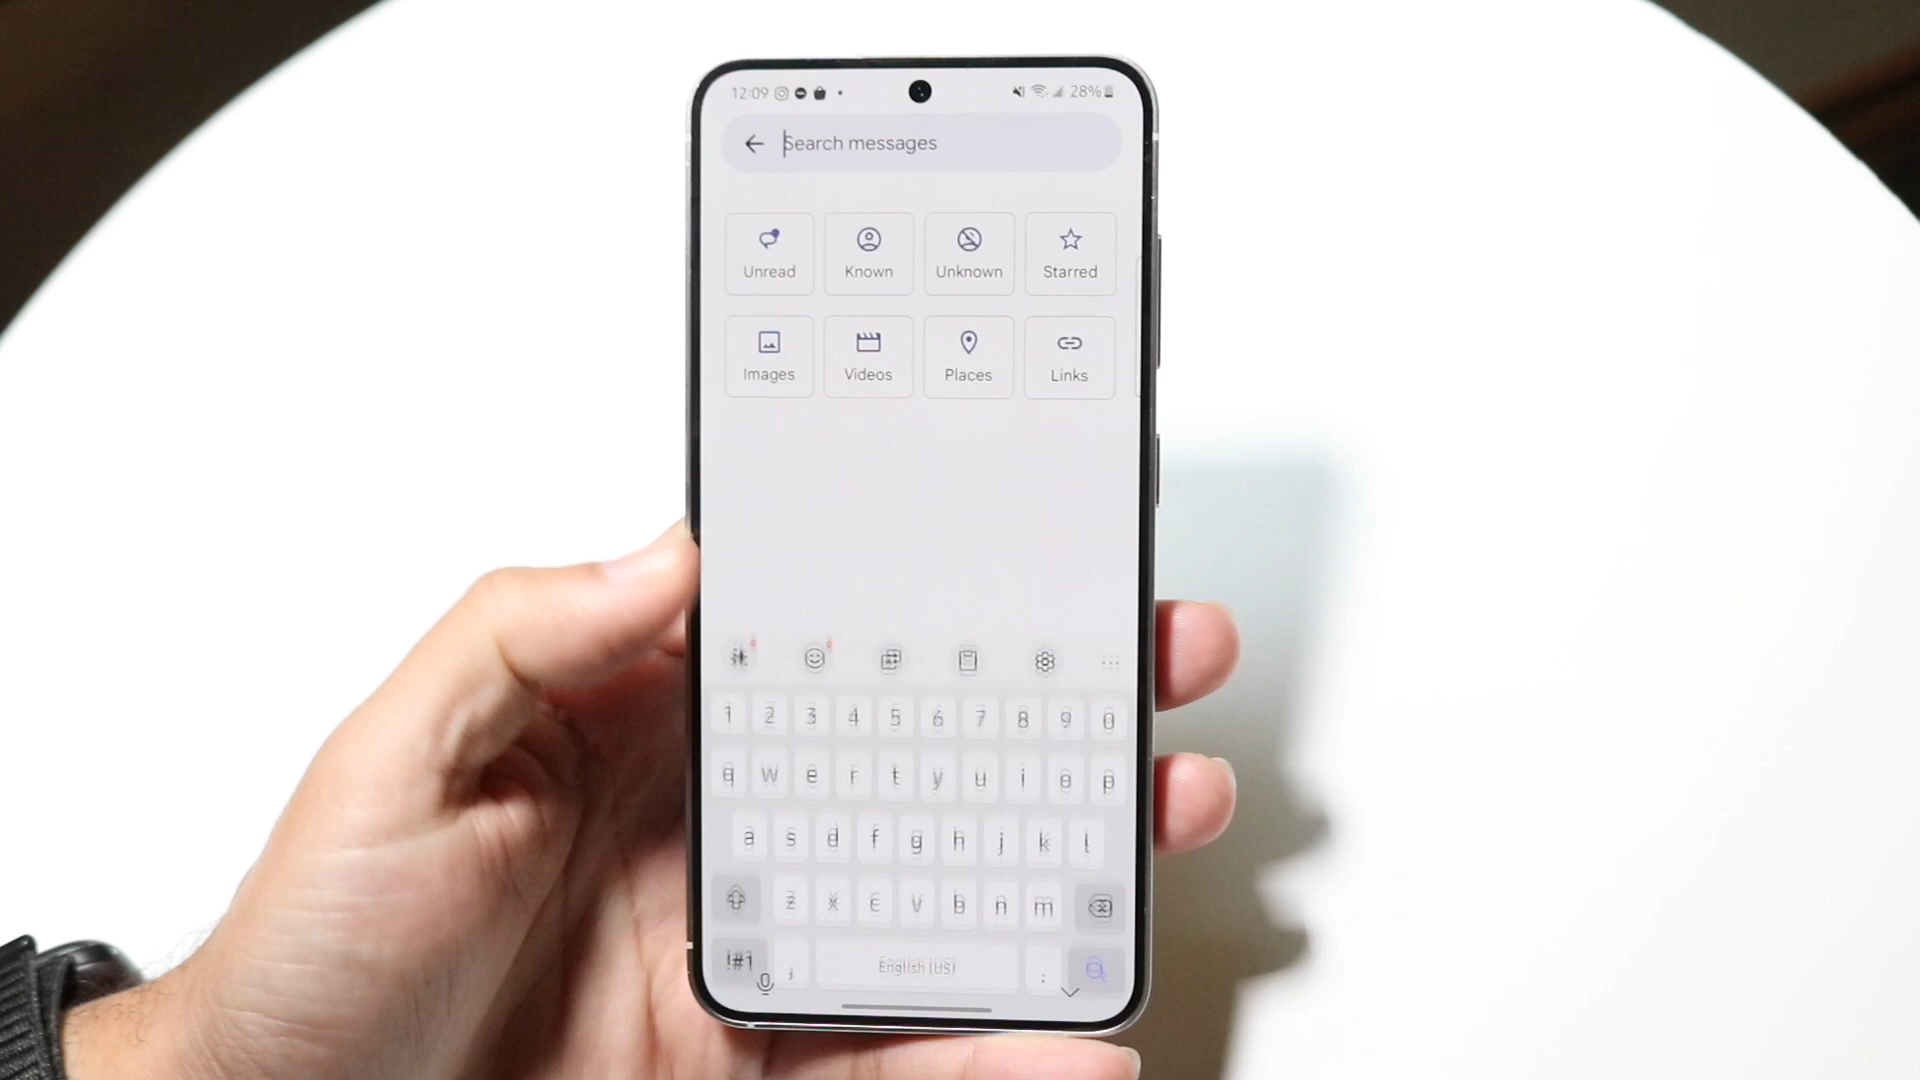 12:09 28%
Search messages
Unread Known Unknown Starred
Images Videos Places Links
1 2 3 4 5 6 7 8 9 0
q w e r t y u i o p
a s d f g h j k l
z x c v b n m
!#1 , English (US) .